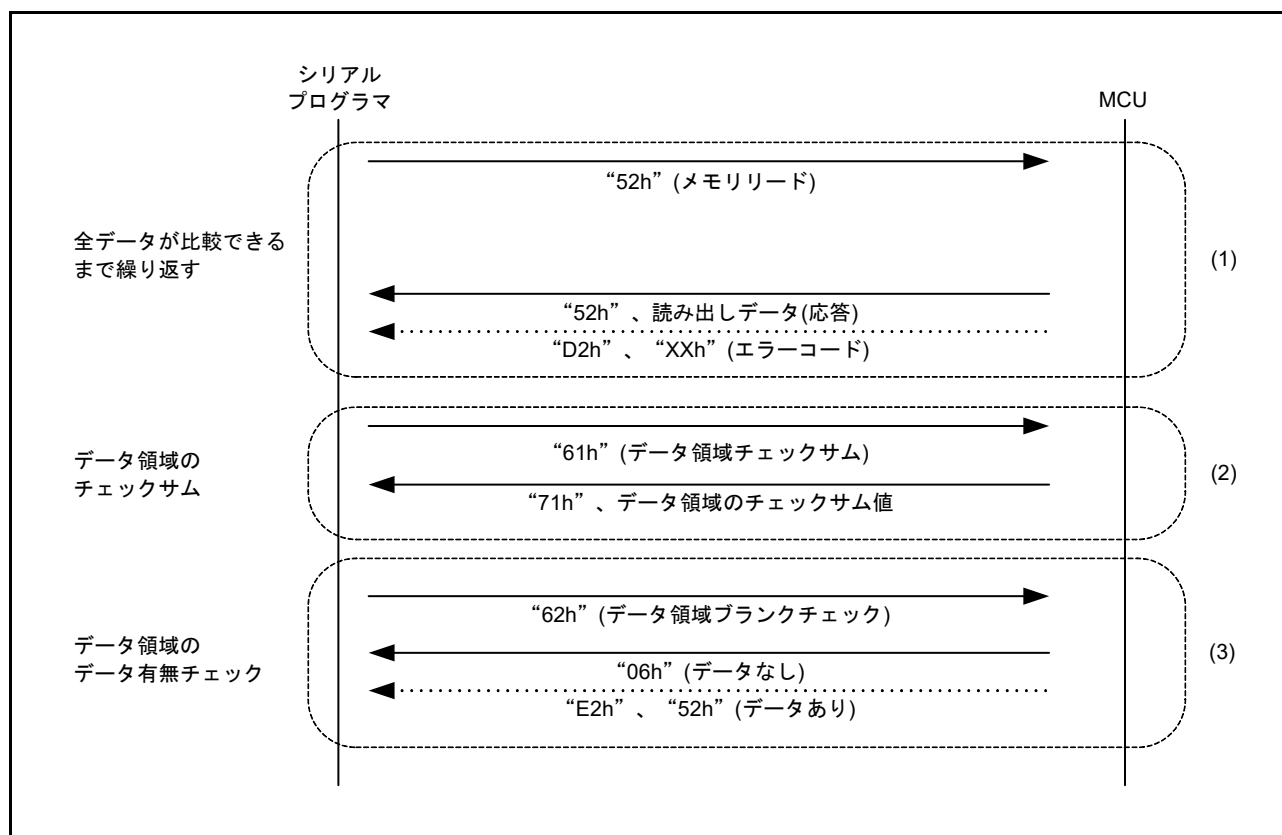 シリアル
プログラマ
MCU
“52h” (メモリリード)
全データが比較できる
まで繰り返す
(1)
“52h” 、読み出しデータ(応答)
“D2h” 、 “XXh” (エラーコード)
“61h” (データ領域チェックサム)
データ領域の
チェックサム
(2)
“71h” 、データ領域のチェックサム値
“62h” (データ領域ブランクチェック)
データ領域の
データ有無チェック
(3)
“06h” (データなし)
“E2h” 、 “52h” (データあり)